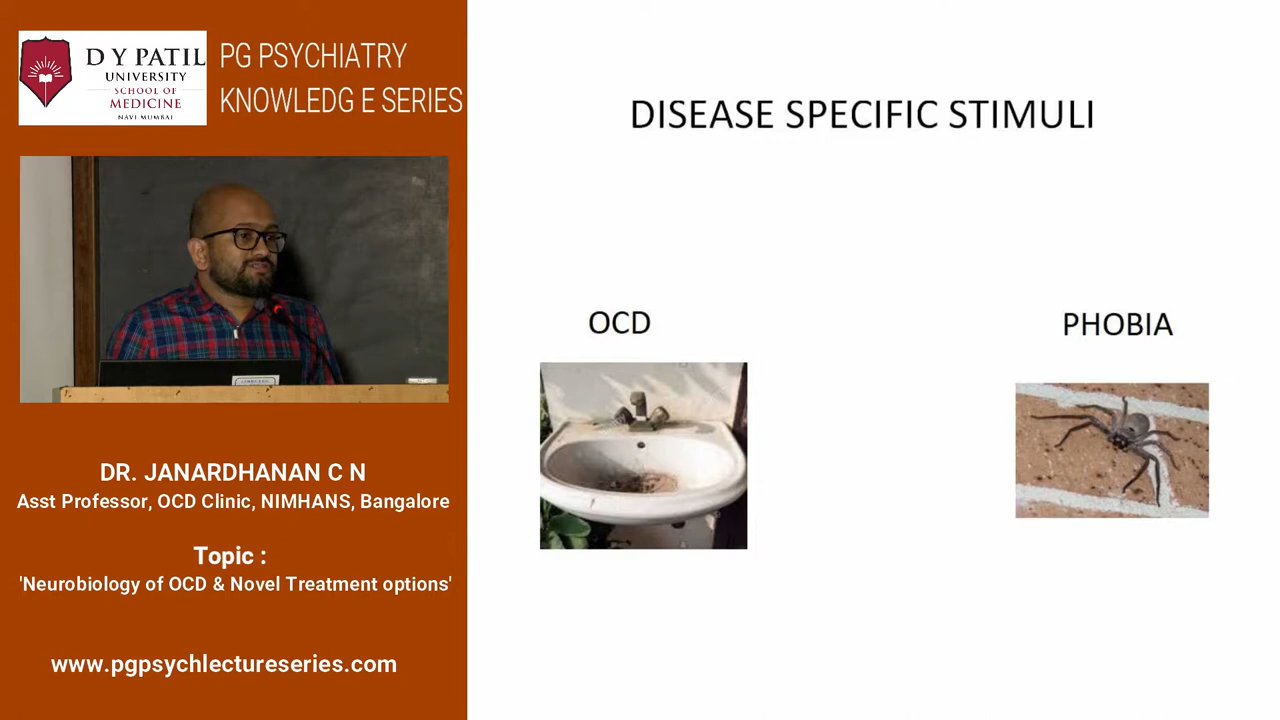 D Y PATIL
UNIVERSITY
SCHOOL OF
MEDICINE
NAVI MUMBAI
PG PSYCHIATRY
KNOWLEDG E SERIES
DR. JANARDHANAN C N
Asst Professor, OCD Clinic, NIMHANS, Bangalore
Topic :
'Neurobiology of OCD & Novel Treatment options'
www.pgpsychlectureseries.com
DISEASE SPECIFIC STIMULI
OCD
PHOBIA